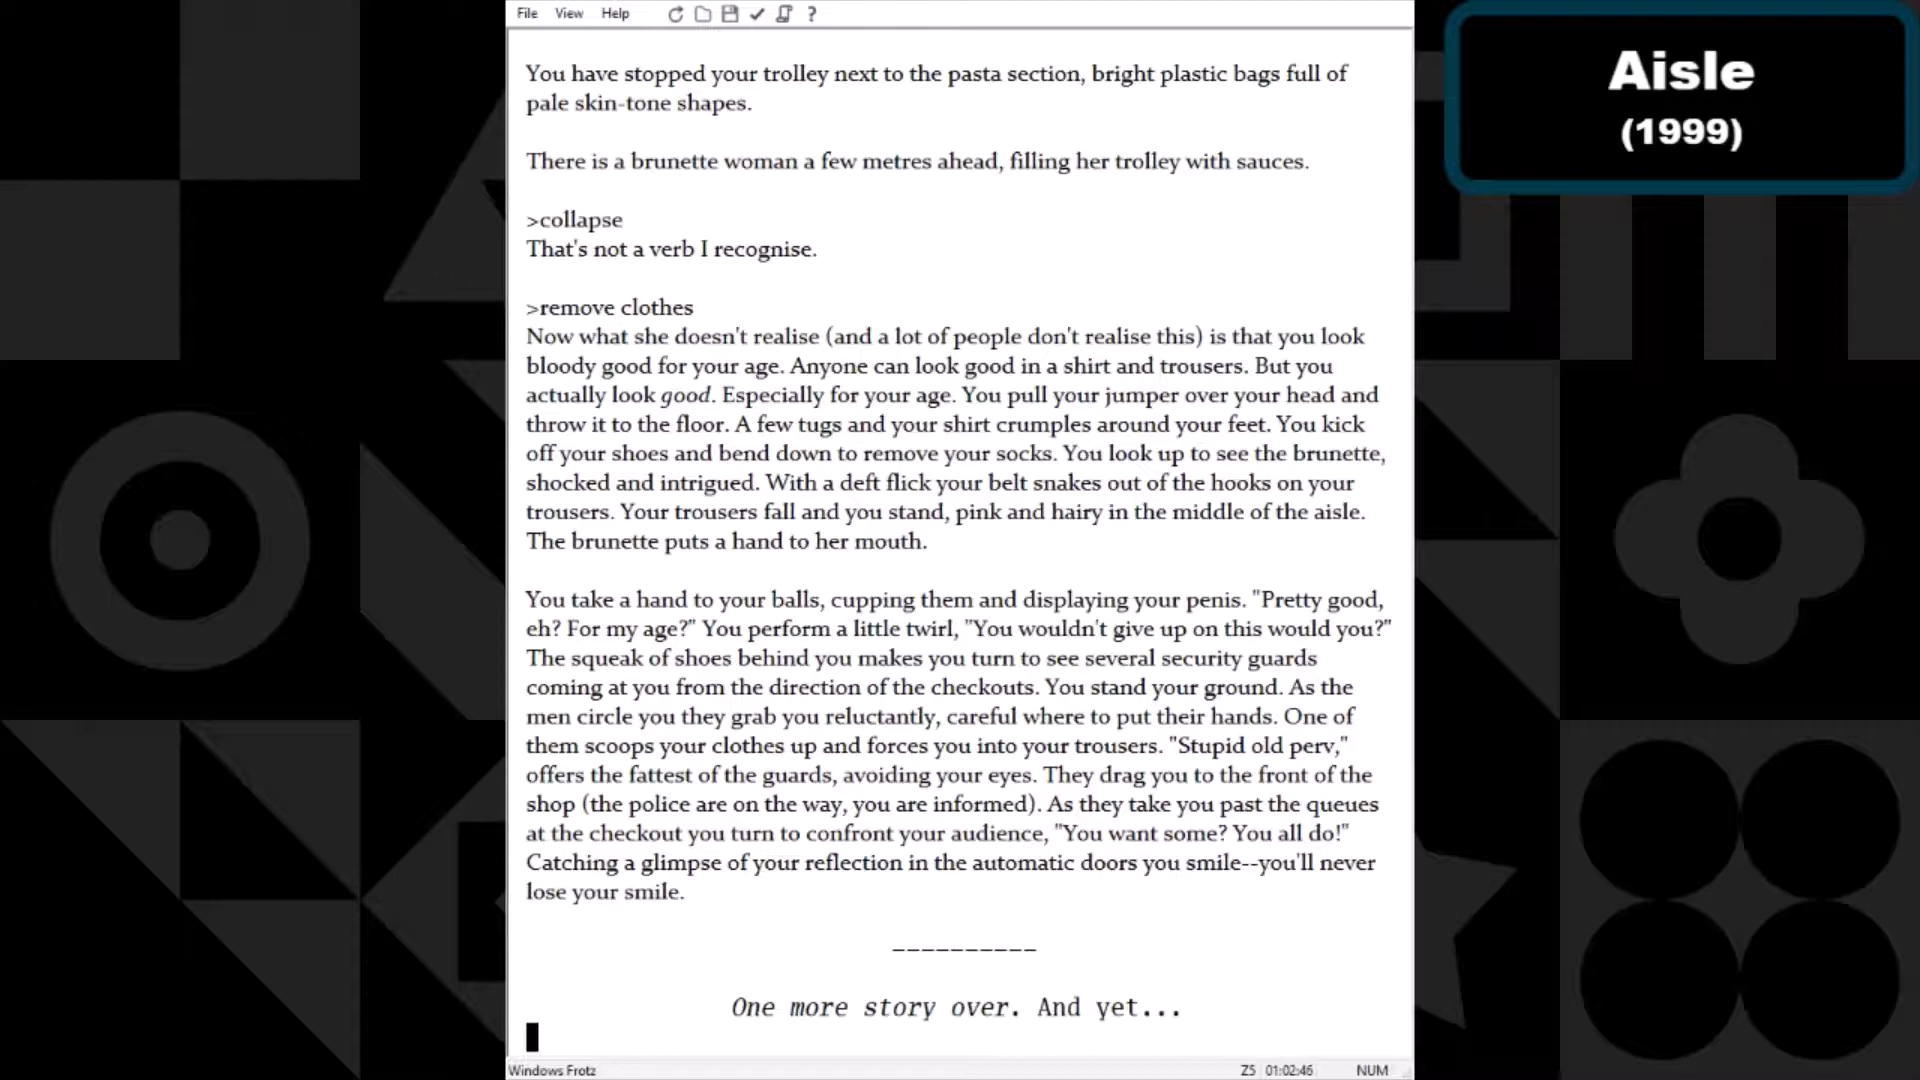 File View Help ?
Aisle
(1999)
You have stopped your trolley next to the pasta section, bright plastic bags full of
pale skin-tone shapes.
There is a brunette woman a few metres ahead, filling her trolley with sauces.
>collapse
That's not a verb I recognise.
>remove clothes
Now what she doesn't realise (and a lot of people don't realise this) is that you look
bloody good for your age. Anyone can look good in a shirt and trousers. But you
actually look good. Especially for your age. You pull your jumper over your head and
throw it to the floor. A few tugs and your shirt crumples around your feet. You kick
off your shoes and bend down to remove your socks. You look up to see the brunette,
shocked and intrigued. With a deft flick your belt snakes out of the hooks on your
trousers. Your trousers fall and you stand, pink and hairy in the middle of the aisle.
The brunette puts a hand to her mouth.
You take a hand to your balls, cupping them and displaying your penis. "Pretty good,
eh? For my age?" You perform a little twirl, "You wouldn't give up on this would you?"
The squeak of shoes behind you makes you turn to see several security guards
coming at you from the direction of the checkouts. You stand your ground. As the
men circle you they grab you reluctantly, careful where to put their hands. One of
them scoops your clothes up and forces you into your trousers. "Stupid old perv,"
offers the fattest of the guards, avoiding your eyes. They drag you to the front of the
shop (the police are on the way, you are informed). As they take you past the queues
at the checkout you turn to confront your audience, "You want some? You all do!"
Catching a glimpse of your reflection in the automatic doors you smile--you'll never
lose your smile.
----------
One more story over. And yet...
Windows Frotz Z5 01:02:46 NUM